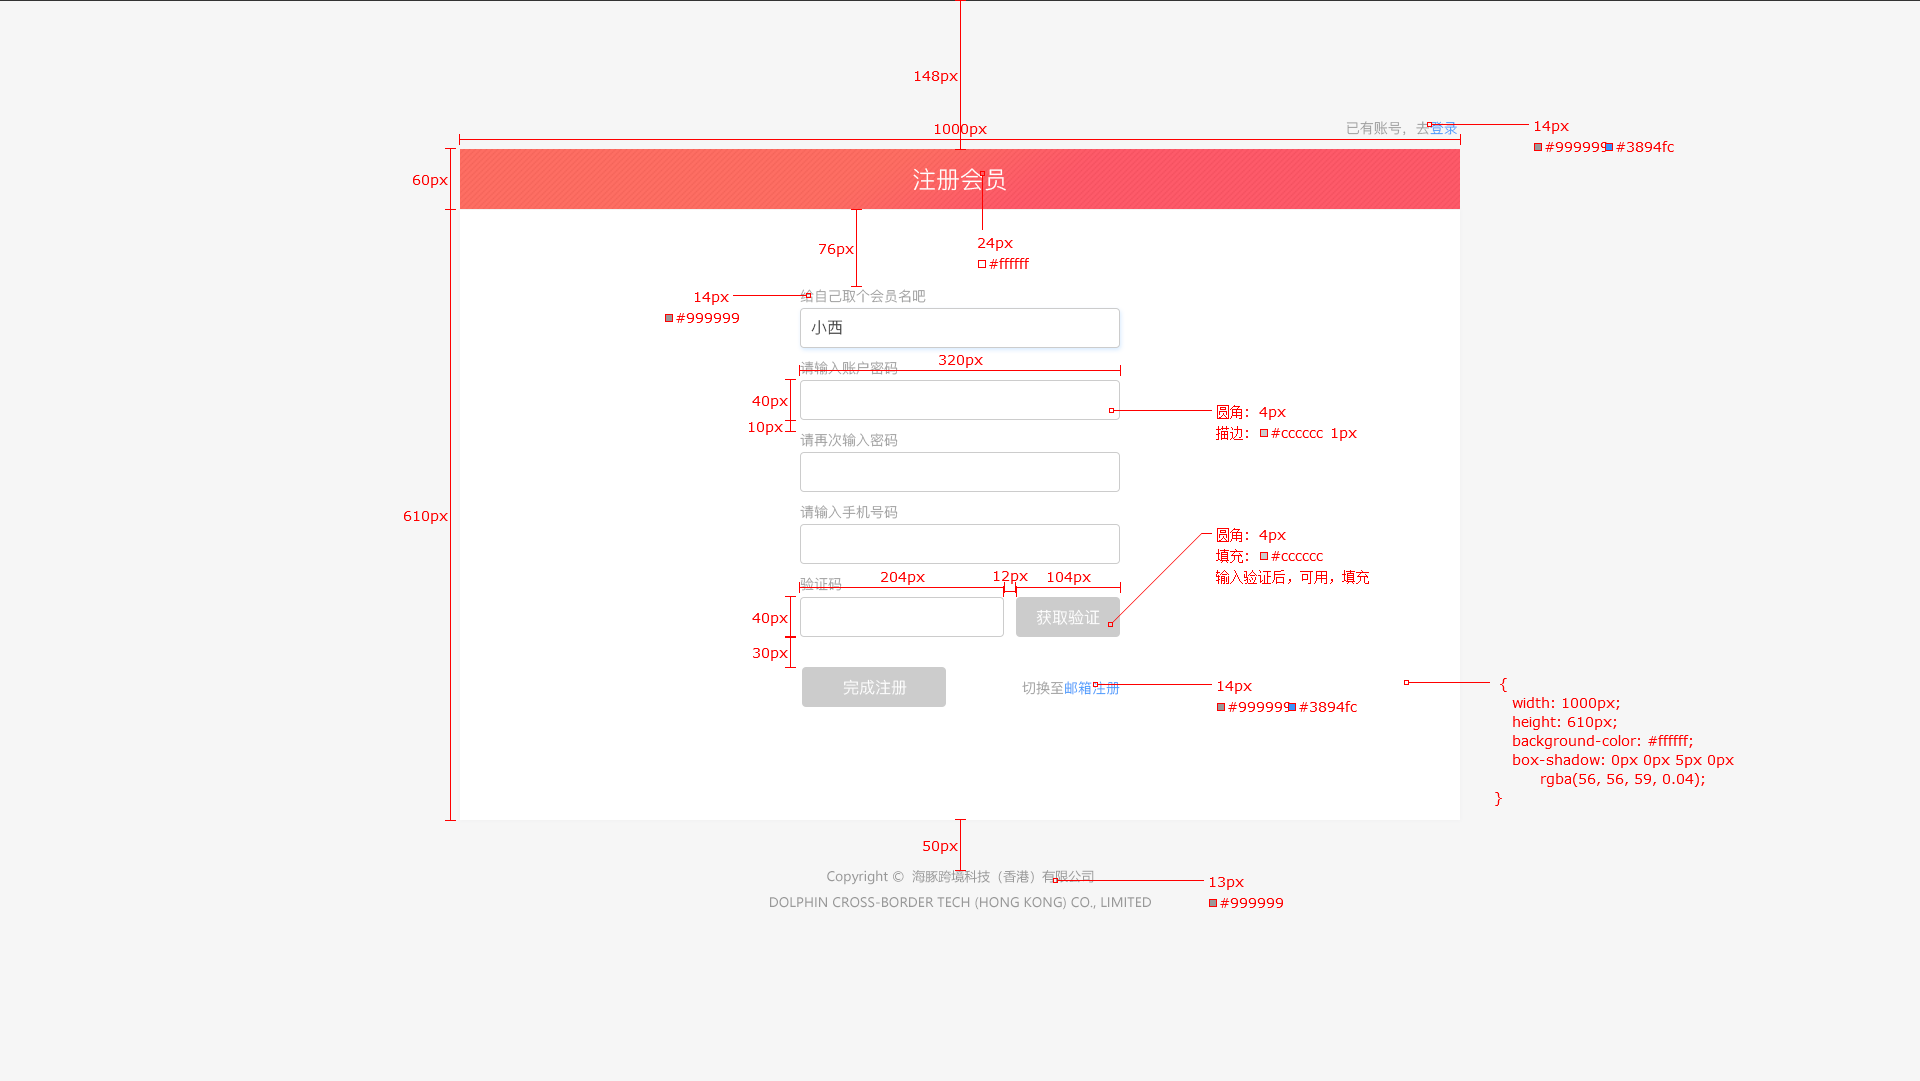 148px
1000px
已有账号，去登录
14px
#999999 #3894fc
60px
注册会员
76px
24px
#ffffff
14px
#999999
给自己取个会员名吧
小西
请输入账户密码
320px
40px
10px
圆角：4px
描边：#cccccc 1px
请再次输入密码
610px
请输入手机号码
圆角：4px
填充：#cccccc
输入验证后，可用，填充
验证码
204px
12px
104px
40px
获取验证
30px
完成注册
切换至邮箱注册
14px
#999999 #3894fc
{
width: 1000px;
height: 610px;
background-color: #ffffff;
box-shadow: 0px 0px 5px 0px
rgba(56, 56, 59, 0.04);
}
50px
Copyright © 海豚跨境科技（香港）有限公司
13px
#999999
DOLPHIN CROSS-BORDER TECH (HONG KONG) CO., LIMITED